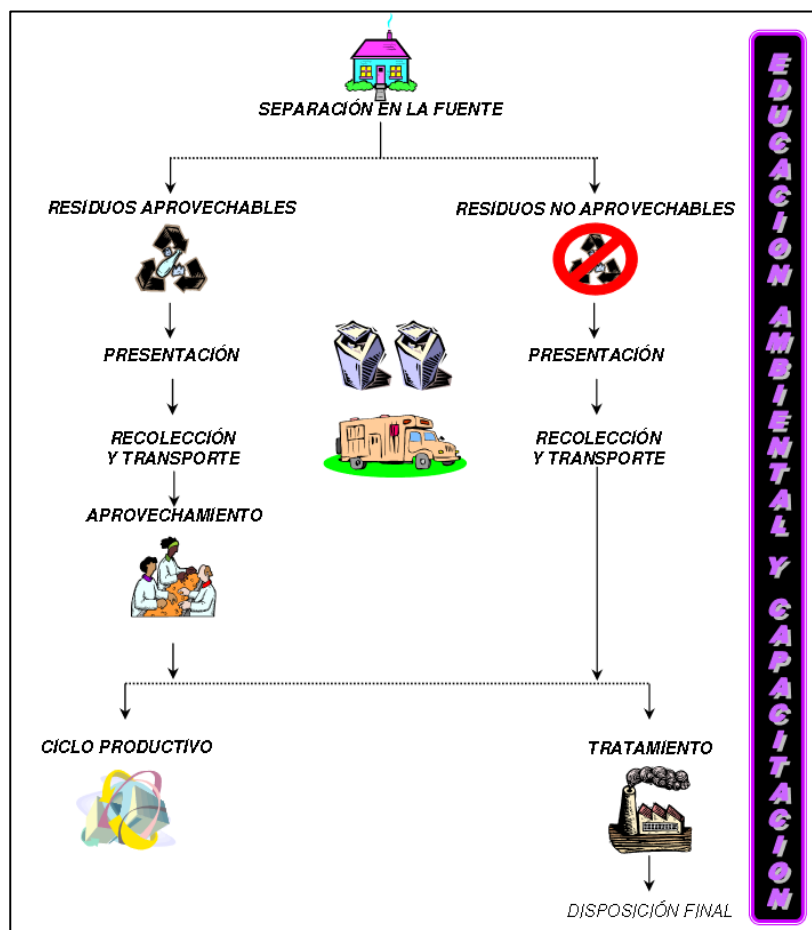 SEPARACIÓN EN LA FUENTE
RESIDUOS APROVECHABLES
RESIDUOS NO APROVECHABLES
PRESENTACIÓN
PRESENTACIÓN
RECOLECCIÓN
Y TRANSPORTE
RECOLECCIÓN
Y TRANSPORTE
APROVECHAMIENTO
CICLO PRODUCTIVO
TRATAMIENTO
DISPOSICIÓN FINAL
EDUCACION AMBIENTAL Y CAPACITACION